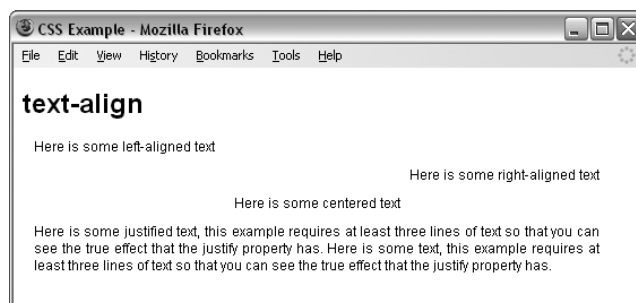 CSS Example - Mozilla Firefox
File Edit View History Bookmarks Tools Help
text-align
Here is some left-aligned text
Here is some right-aligned text
Here is some centered text
Here is some justified text, this example requires at least three lines of text so that you can
see the true effect that the justify property has. Here is some text, this example requires at
least three lines of text so that you can see the true effect that the justify property has.